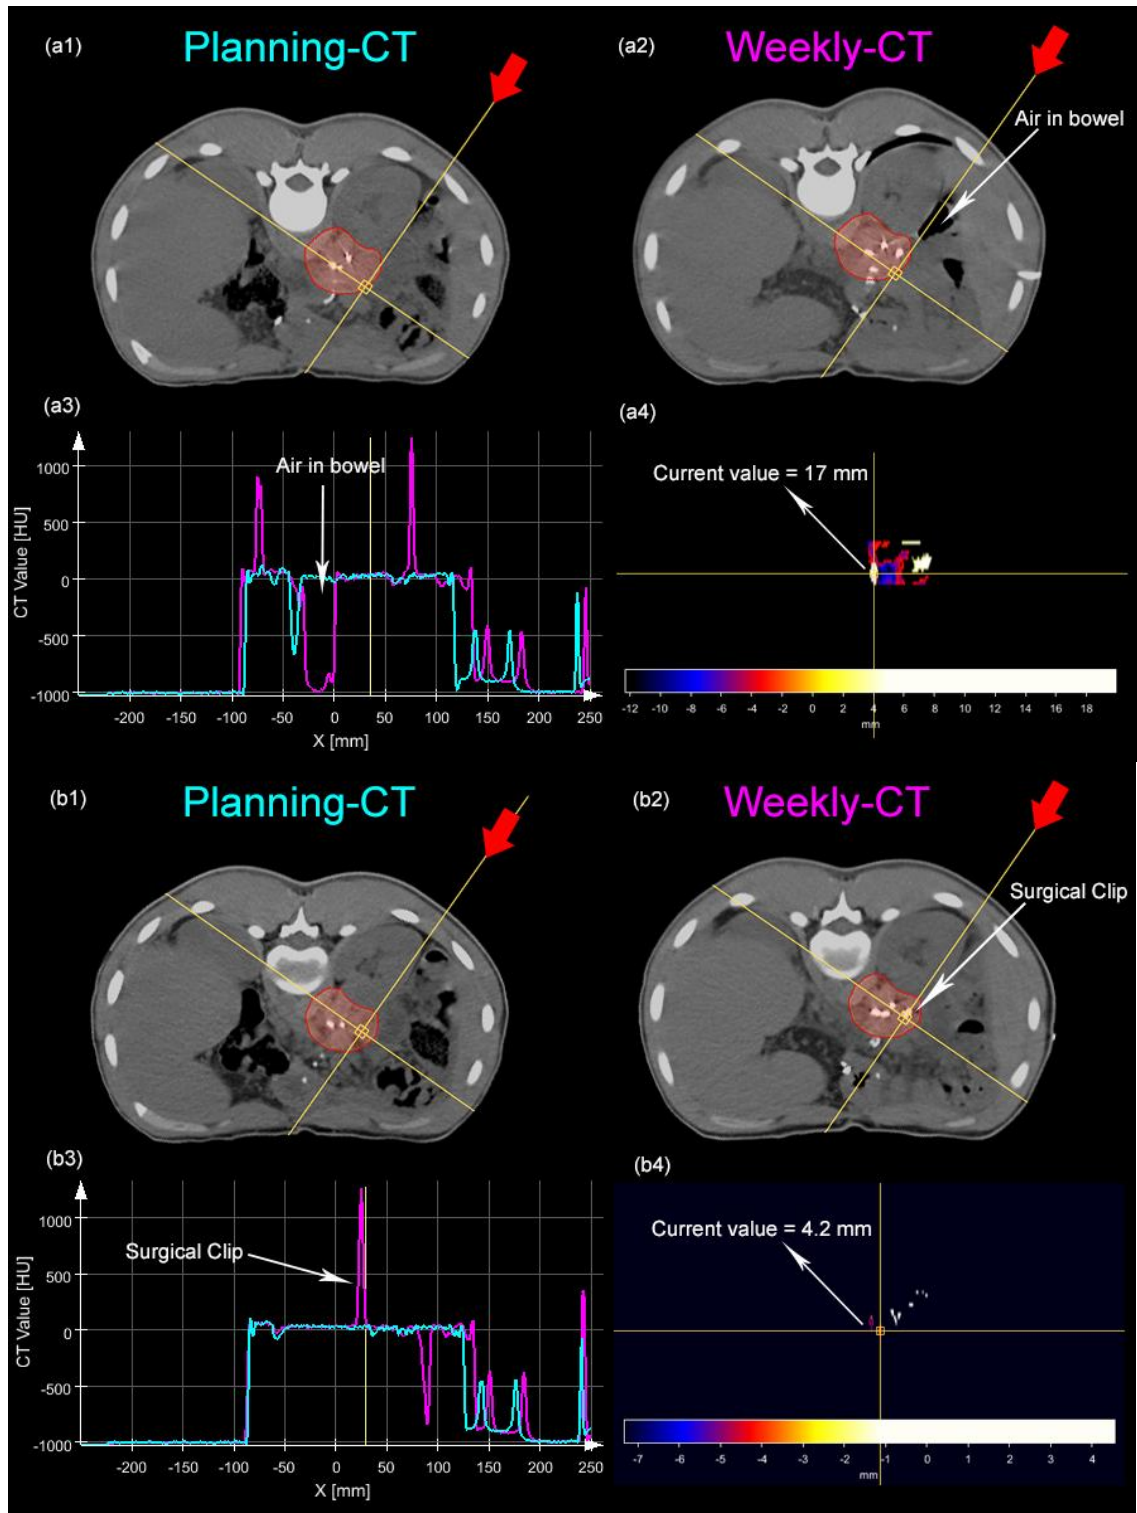 (a1)
Planning-CT
(a2)
Weekly-CT
Air in bowel
(a3)
Air in bowel
1000
500
0
-500
-1000
CT Value [HU]
-200 -150 -100 -50 0 50 100 150 200 250
X [mm]
(a4)
Current value = 17 mm
-12 -10 -8 -6 -4 -2 0 2 4 6 8 10 12 14 16 18
mm
(b1)
Planning-CT
(b2)
Weekly-CT
Surgical Clip
(b3)
Surgical Clip
1000
500
0
-500
-1000
CT Value [HU]
-200 -150 -100 -50 0 50 100 150 200 250
X [mm]
(b4)
Current value = 4.2 mm
-7 -6 -5 -4 -3 -2 -1 0 1 2 3 4
mm